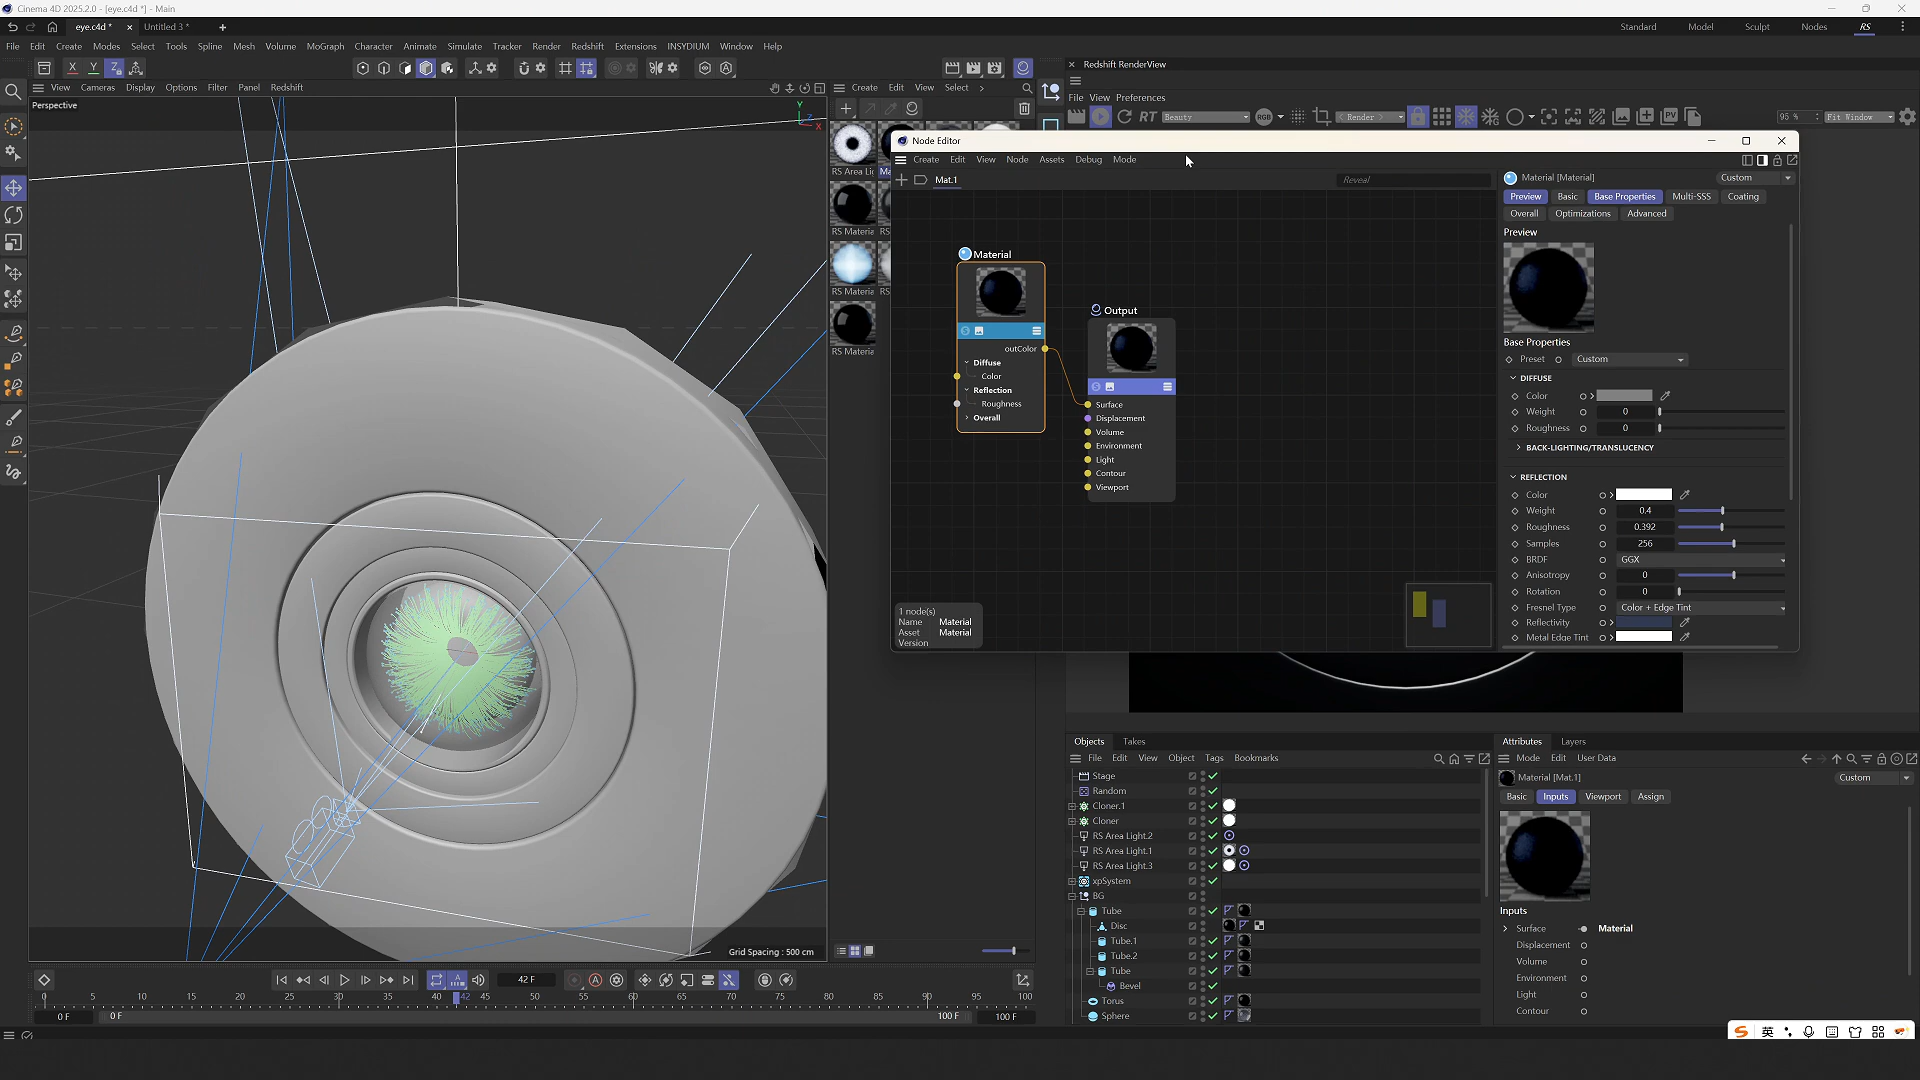 Cinema 4D 2025.2.0 - [eye.c4d *] - Main
eye.c4d *
Untitled 3 *
Standard Model Sculpt Nodes RS
File Edit Create Modes Select Tools Spline Mesh Volume MoGraph Character Animate Simulate Tracker Render Redshift Extensions INSYDIUM Window Help
X Y Z
View Cameras Display Options Filter Panel Redshift
Perspective
Y
Z
X
Grid Spacing : 500 cm
Create Edit View Select
RS Area Li
Ma
RS Materia
RS
RS Materia
RS
RS Materia
Redshift RenderView
File View Preferences
RT Beauty RGB < Render > PV 95 % Fit Window
Node Editor
Create Edit View Node Assets Debug Mode
Mat.1
Reveal
Material
outColor
Diffuse
Color
Reflection
Roughness
Overall
Output
Surface
Displacement
Volume
Environment
Light
Contour
Viewport
1 node(s)
Name Material
Asset Material
Version
Material [Material]
Custom
Preview Basic Base Properties Multi-SSS Coating
Overall Optimizations Advanced
Preview
Base Properties
Preset Custom
DIFFUSE
Color
Weight 0
Roughness 0
BACK-LIGHTING/TRANSLUCENCY
REFLECTION
Color
Weight 0.4
Roughness 0.392
Samples 256
BRDF GGX
Anisotropy 0
Rotation 0
Fresnel Type Color + Edge Tint
Reflectivity
Metal Edge Tint
Objects Takes
File Edit View Object Tags Bookmarks
Stage
Random
Cloner.1
Cloner
RS Area Light.2
RS Area Light.1
RS Area Light.3
xpSystem
BG
Tube
Disc
Tube.1
Tube.2
Tube
Bevel
Torus
Sphere
Attributes Layers
Mode Edit User Data
Material [Mat.1]
Custom
Basic Inputs Viewport Assign
Inputs
Surface Material
Displacement
Volume
Environment
Light
Contour
42 F
0 5 10 15 20 25 30 35 40 42 45 50 55 60 65 70 75 80 85 90 95 100
0 F 0 F 100 F 100 F
英